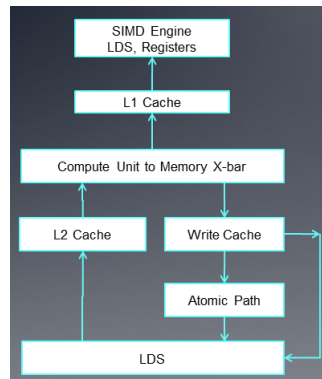 SIMD Engine
LDS, Registers
L1 Cache
Compute Unit to Memory X-bar
L2 Cache
Write Cache
Atomic Path
LDS